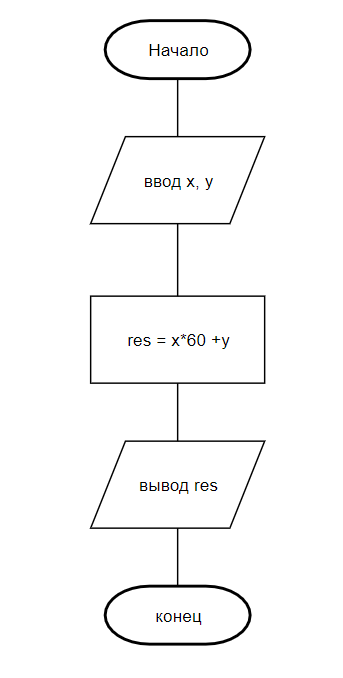 Начало
ввод x, y
res = x*60 +y
вывод res
конец